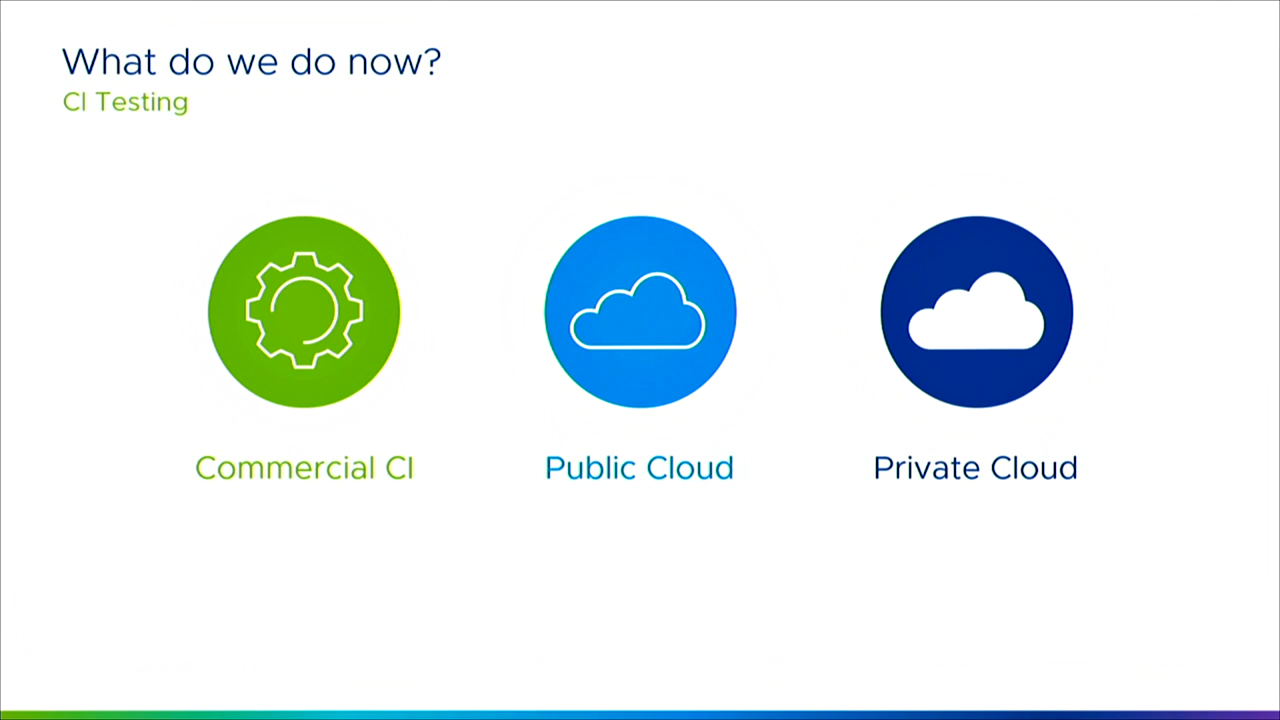 What do we do now?
CI Testing
Commercial CI
Public Cloud
Private Cloud